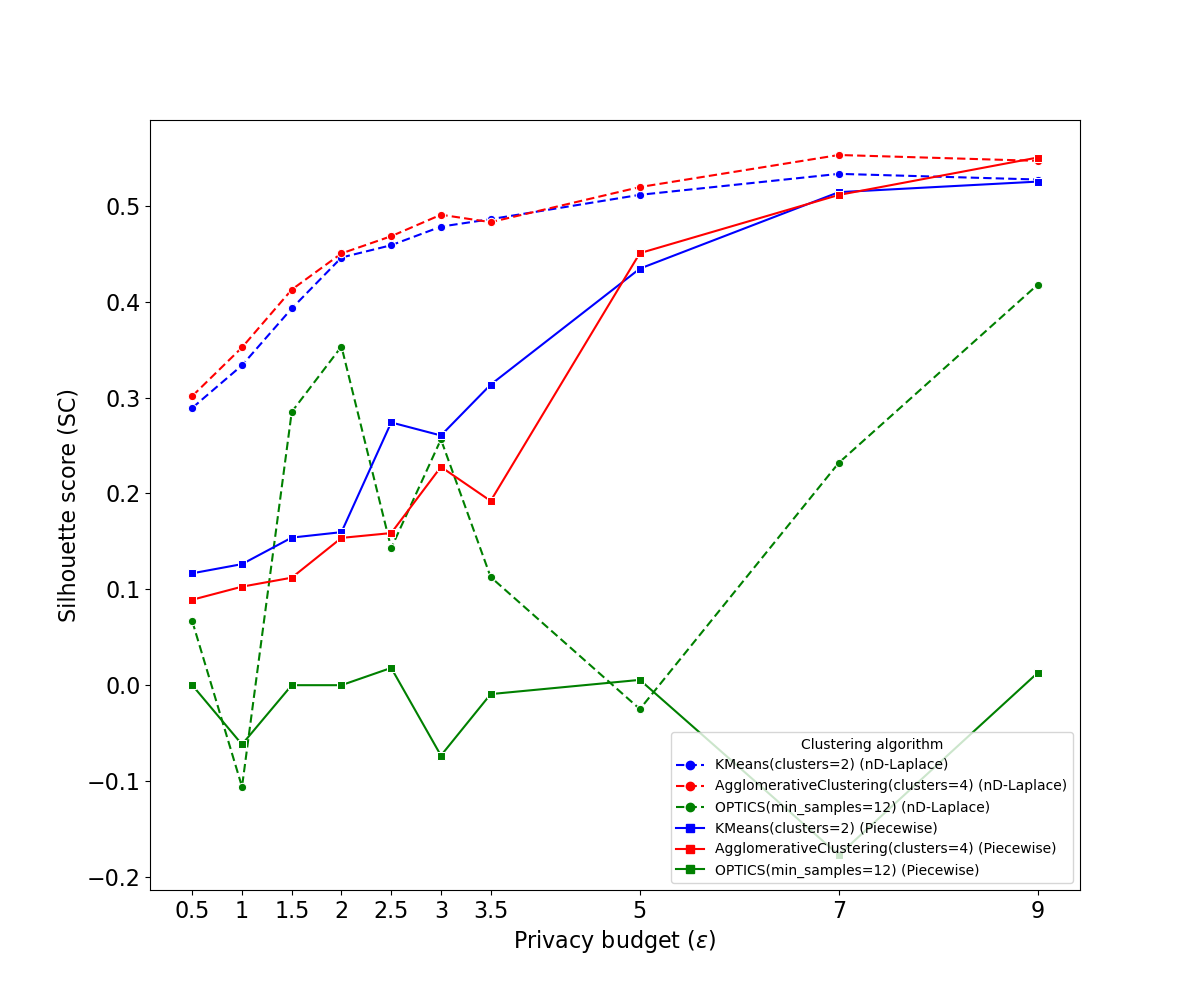 Silhouette score (SC)
0.5
0.4
0.3
0.2
0.1
0.0
−0.1
−0.2
Clustering algorithm
KMeans(clusters=2) (nD-Laplace)
AgglomerativeClustering(clusters=4) (nD-Laplace)
OPTICS(min_samples=12) (nD-Laplace)
KMeans(clusters=2) (Piecewise)
AgglomerativeClustering(clusters=4) (Piecewise)
OPTICS(min_samples=12) (Piecewise)
0.5 1 1.5 2 2.5 3 3.5 5 7 9
Privacy budget (ε)